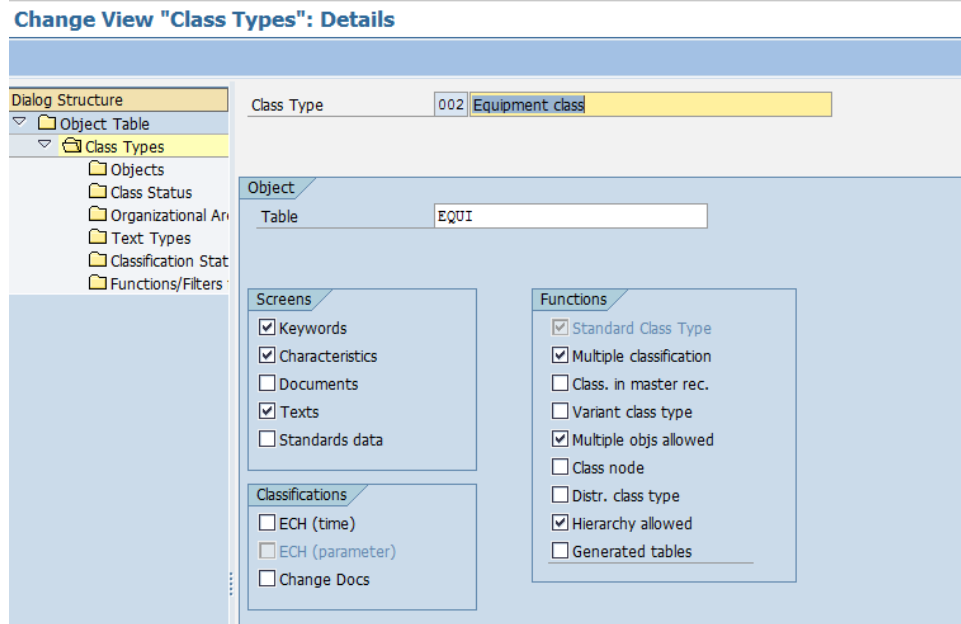 Change View "Class Types": Details
Dialog Structure
Object Table
Class Types
Objects
Class Status
Organizational Ar
Text Types
Classification Stat
Functions/Filters
Class Type 002 Equipment class
Object
Table EQUI
Screens
Keywords
Characteristics
Documents
Texts
Standards data
Classifications
ECH (time)
ECH (parameter)
Change Docs
Functions
Standard Class Type
Multiple classification
Class. in master rec.
Variant class type
Multiple objs allowed
Class node
Distr. class type
Hierarchy allowed
Generated tables